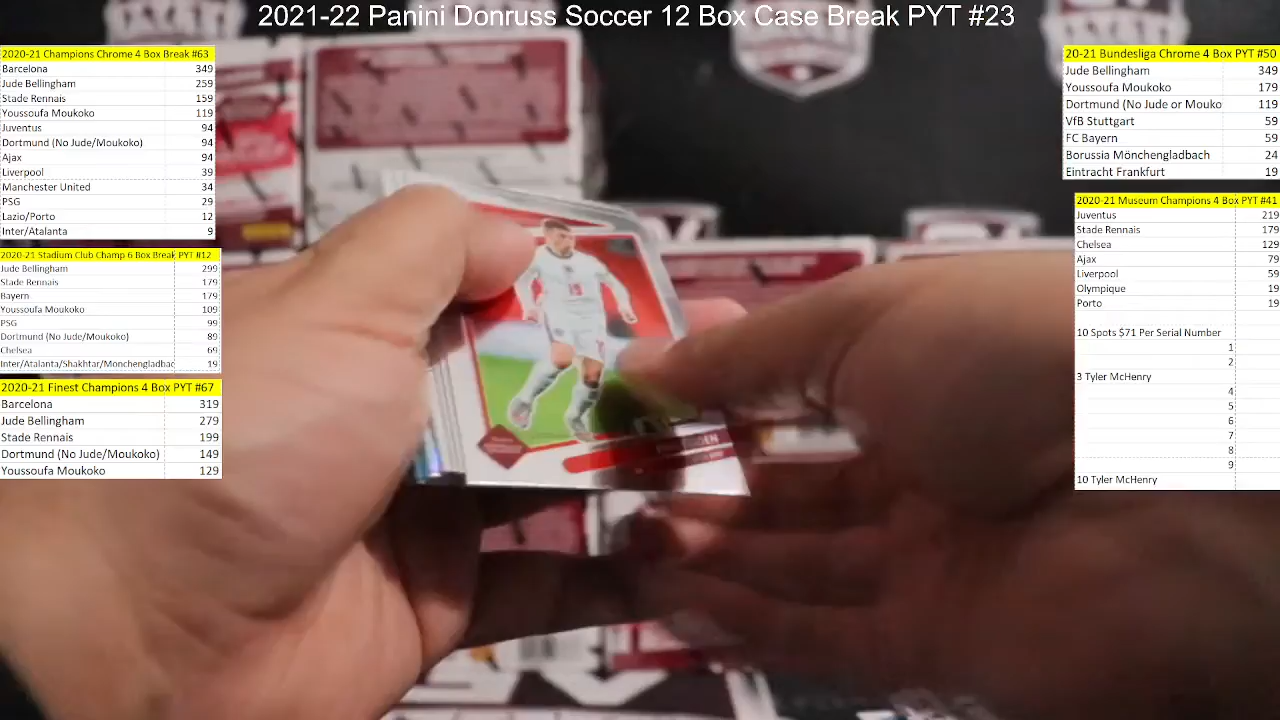 2021-22 Panini Donruss Soccer 12 Box Case Break PYT #23
2020-21 Champions Chrome 4 Box Break #63
Barcelona 349
Jude Bellingham 259
Stade Rennais 159
Youssoufa Moukoko 119
Juventus 94
Dortmund (No Jude/Moukoko) 94
Ajax 94
Liverpool 39
Manchester United 34
PSG 29
Lazio/Porto 12
Inter/Atalanta 9
2020-21 Stadium Club Champ 6 Box Break PYT #12
Jude Bellingham 299
Stade Rennais 179
Bayern 179
Youssoufa Moukoko 109
PSG 99
Dortmund (No Jude/Moukoko) 89
Chelsea 69
Inter/Atalanta/Shakhtar/Monchengladbac 19
2020-21 Finest Champions 4 Box PYT #67
Barcelona 319
Jude Bellingham 279
Stade Rennais 199
Dortmund (No Jude/Moukoko) 149
Youssoufa Moukoko 129
20-21 Bundesliga Chrome 4 Box PYT #50
Jude Bellingham 349
Youssoufa Moukoko 179
Dortmund (No Jude or Mouko 119
VfB Stuttgart 59
FC Bayern 59
Borussia Mönchengladbach 24
Eintracht Frankfurt 19
2020-21 Museum Champions 4 Box PYT #41
Juventus 219
Stade Rennais 179
Chelsea 129
Ajax 79
Liverpool 59
Olympique 19
Porto 19
10 Spots $71 Per Serial Number
1
2
3 Tyler McHenry
4
5
6
7
8
9
10 Tyler McHenry